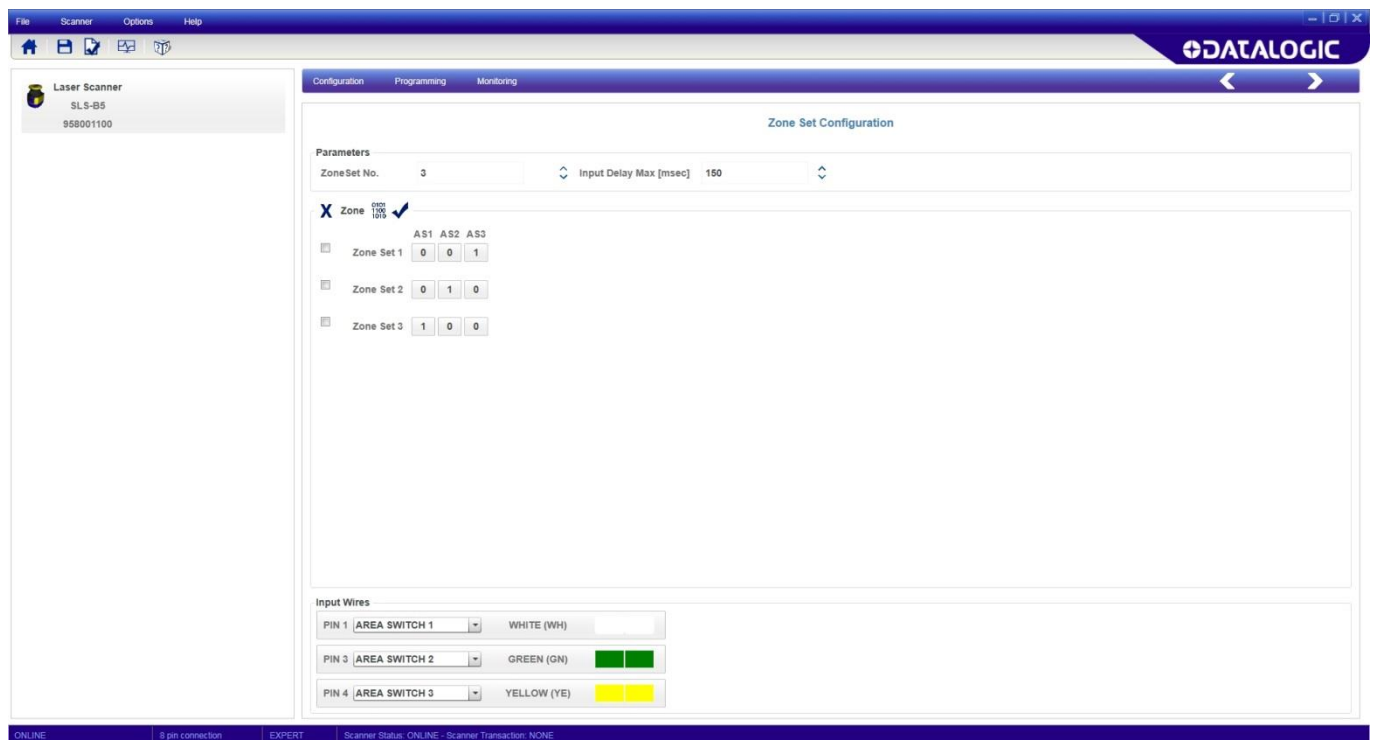 File Scanner Options Help
DATALOGIC
Laser Scanner
SLS-B5
958001100
Configuration Programming Monitoring
Zone Set Configuration
Parameters
ZoneSet No. 3 Input Delay Max [msec] 150
X Zone 0101 1100 1010
AS1 AS2 AS3
Zone Set 1 0 0 1
Zone Set 2 0 1 0
Zone Set 3 1 0 0
Input Wires
PIN 1 AREA SWITCH 1 WHITE (WH)
PIN 3 AREA SWITCH 2 GREEN (GN)
PIN 4 AREA SWITCH 3 YELLOW (YE)
ONLINE 8 pin connection EXPERT Scanner Status: ONLINE - Scanner Transaction: NONE